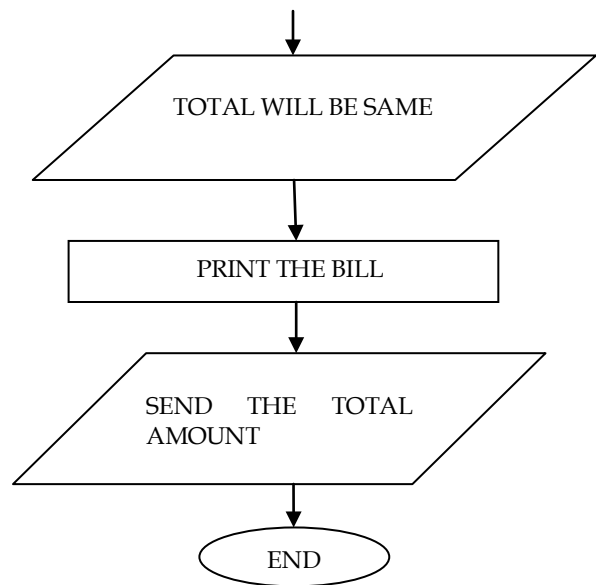 TOTAL WILL BE SAME
PRINT THE BILL
SEND THE TOTAL
AMOUNT
END